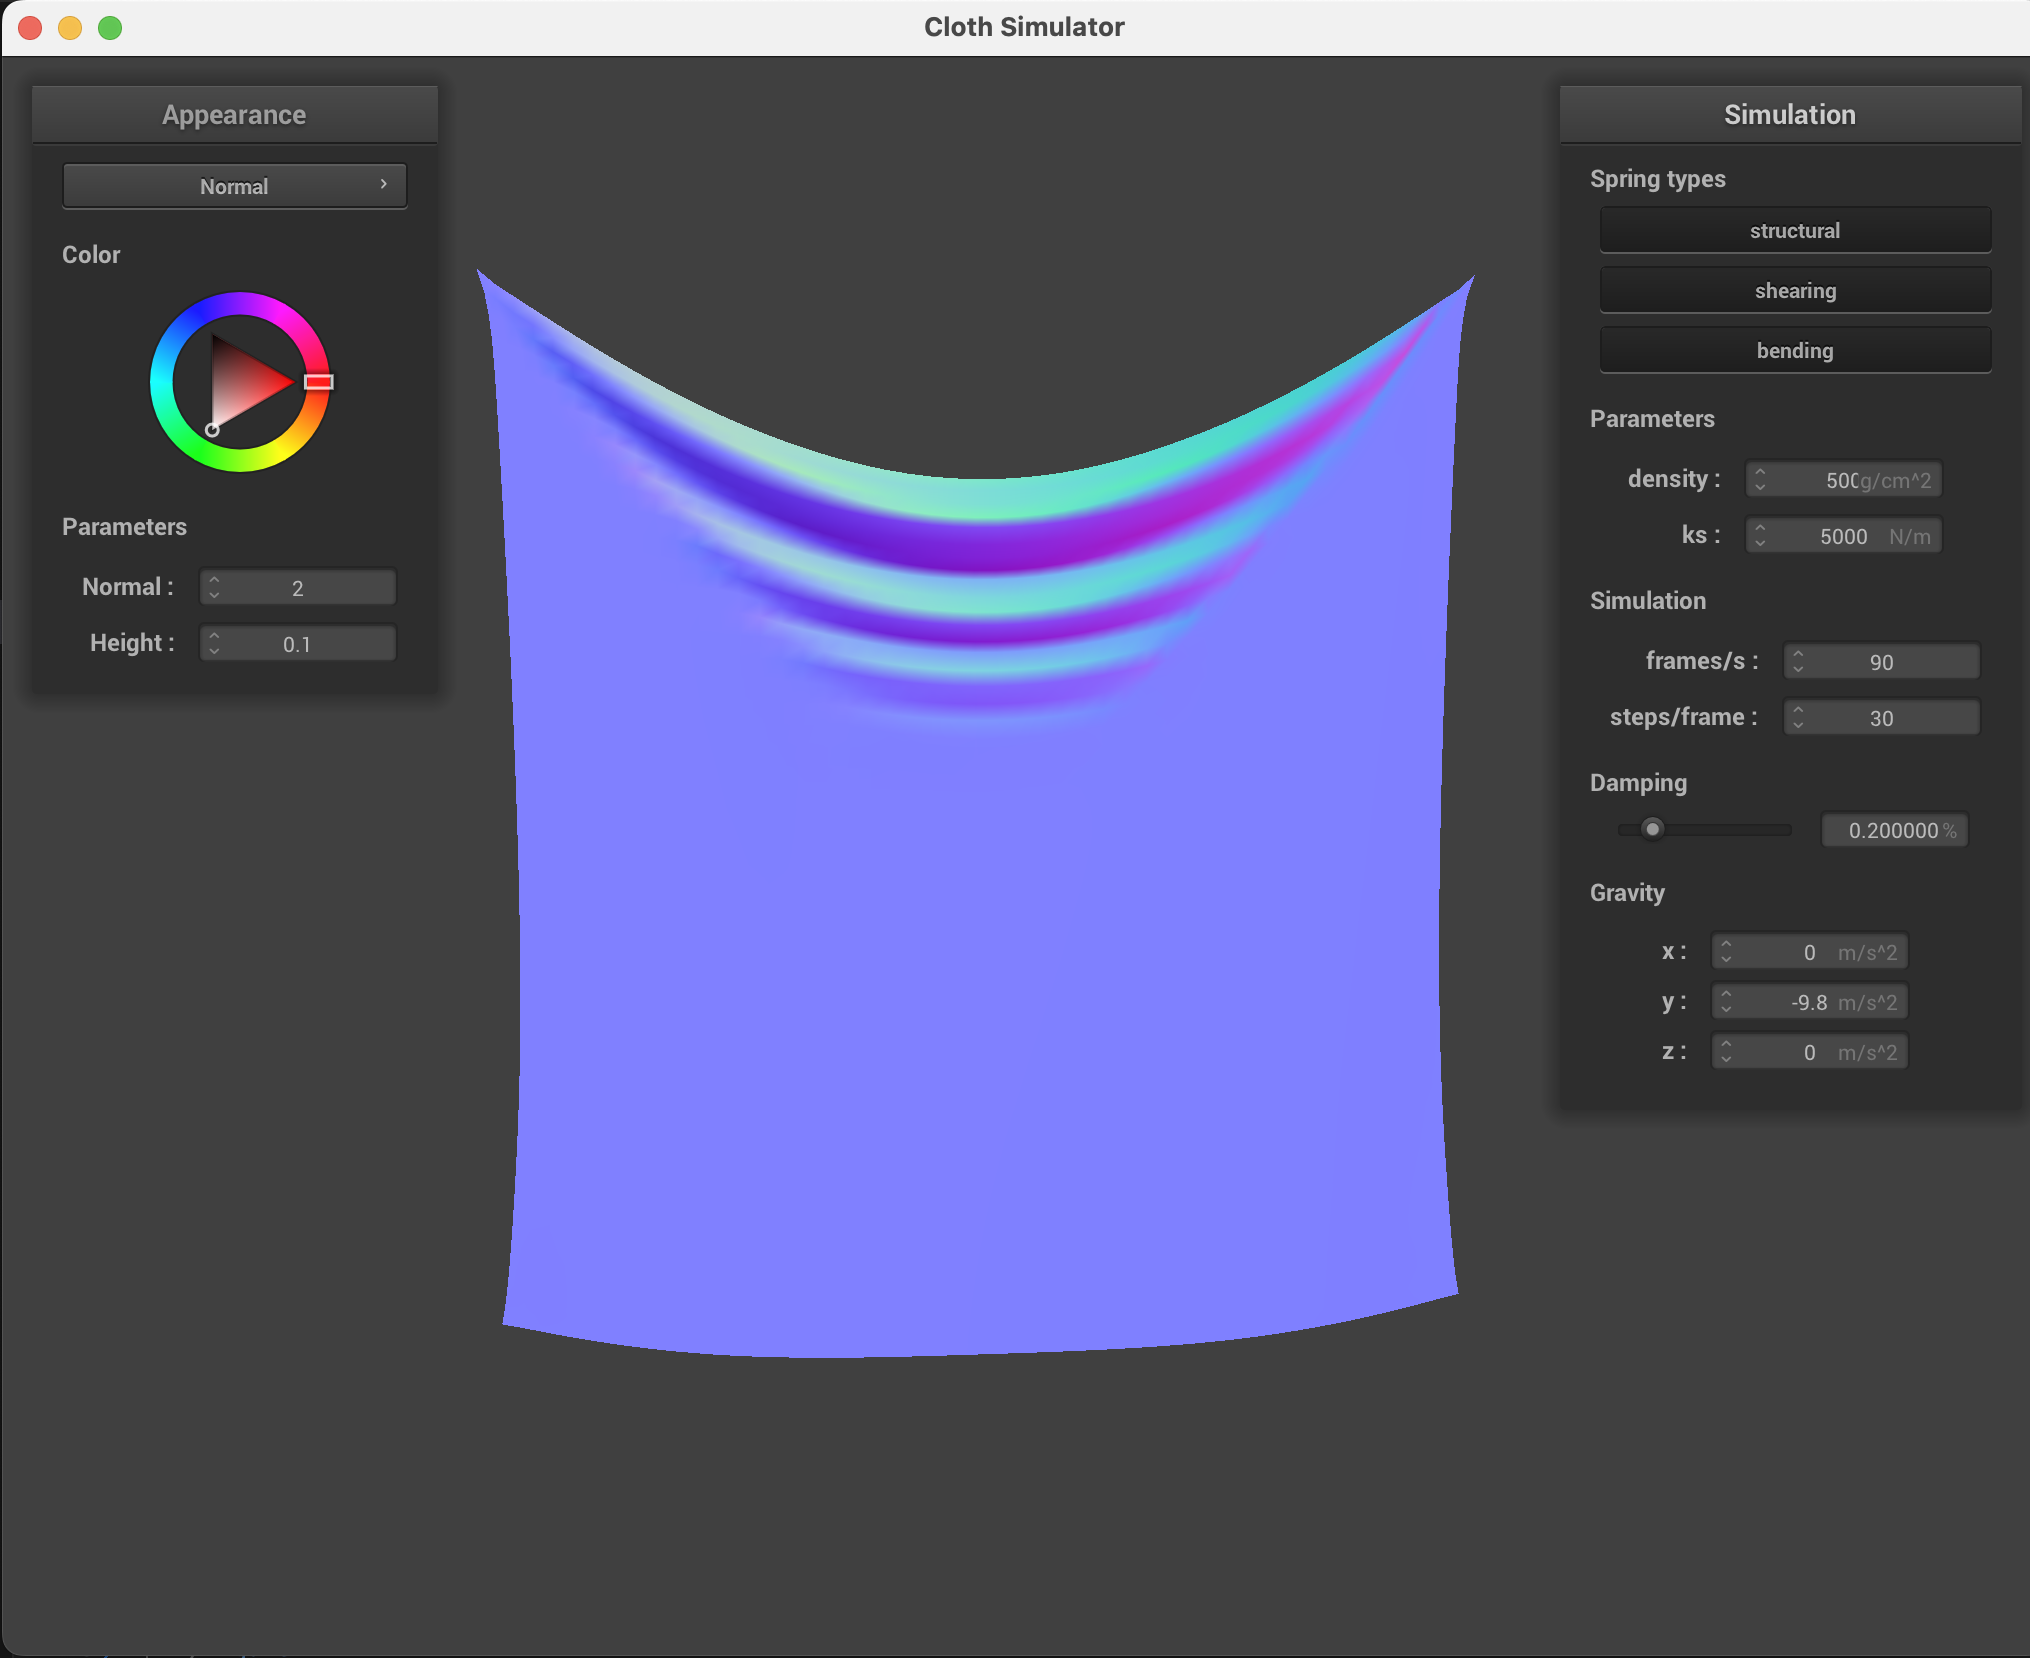 Cloth Simulator
Appearance
Normal
Color
Parameters
Normal : 2
Height : 0.1
Simulation
Spring types
structural
shearing
bending
Parameters
density : 500 g/cm^2
ks : 5000 N/m
Simulation
frames/s : 90
steps/frame : 30
Damping
0.200000 %
Gravity
x : 0 m/s^2
y : -9.8 m/s^2
z : 0 m/s^2